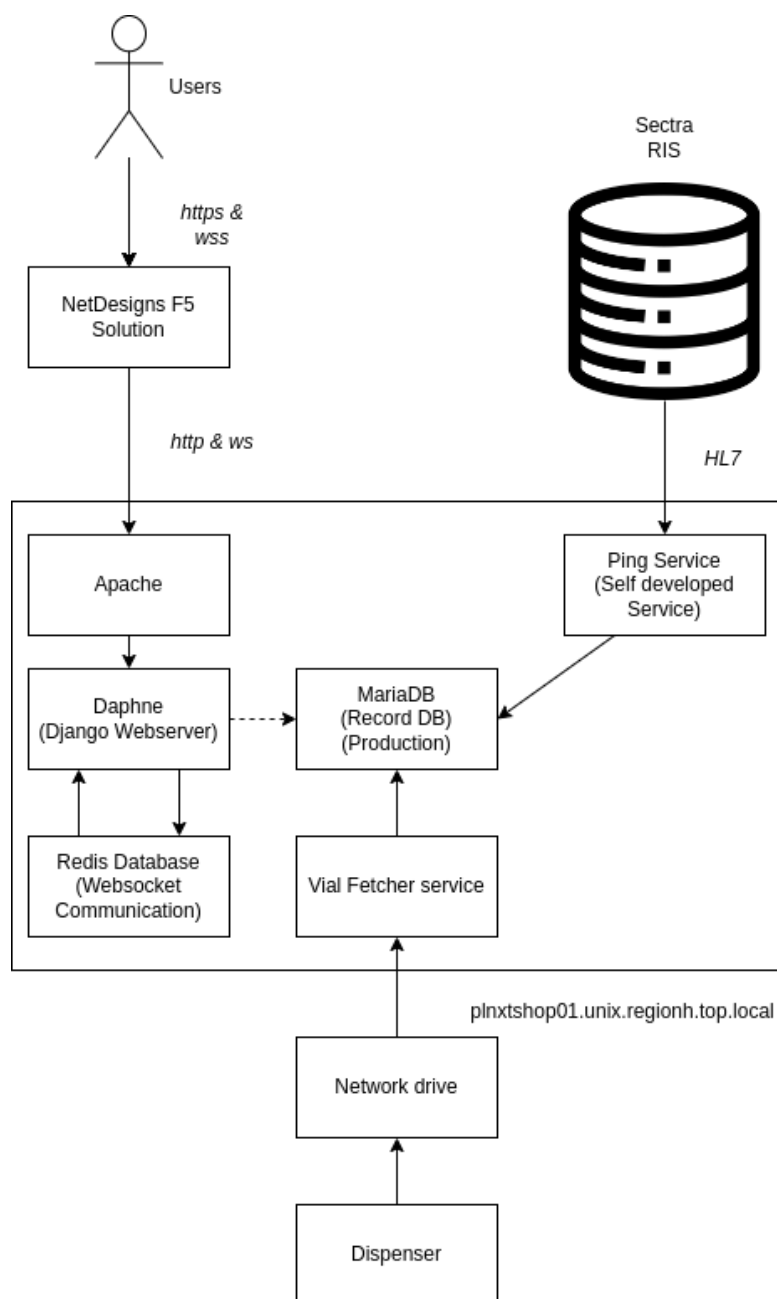 Users
Sectra
RIS
https &
wss
NetDesigns F5
Solution
http & ws
HL7
Apache
Ping Service
(Self developed
Service)
Daphne
(Django Webserver)
MariaDB
(Record DB)
(Production)
Redis Database
(Websocket
Communication)
Vial Fetcher service
plnxtshop01.unix.regionh.top.local
Network drive
Dispenser